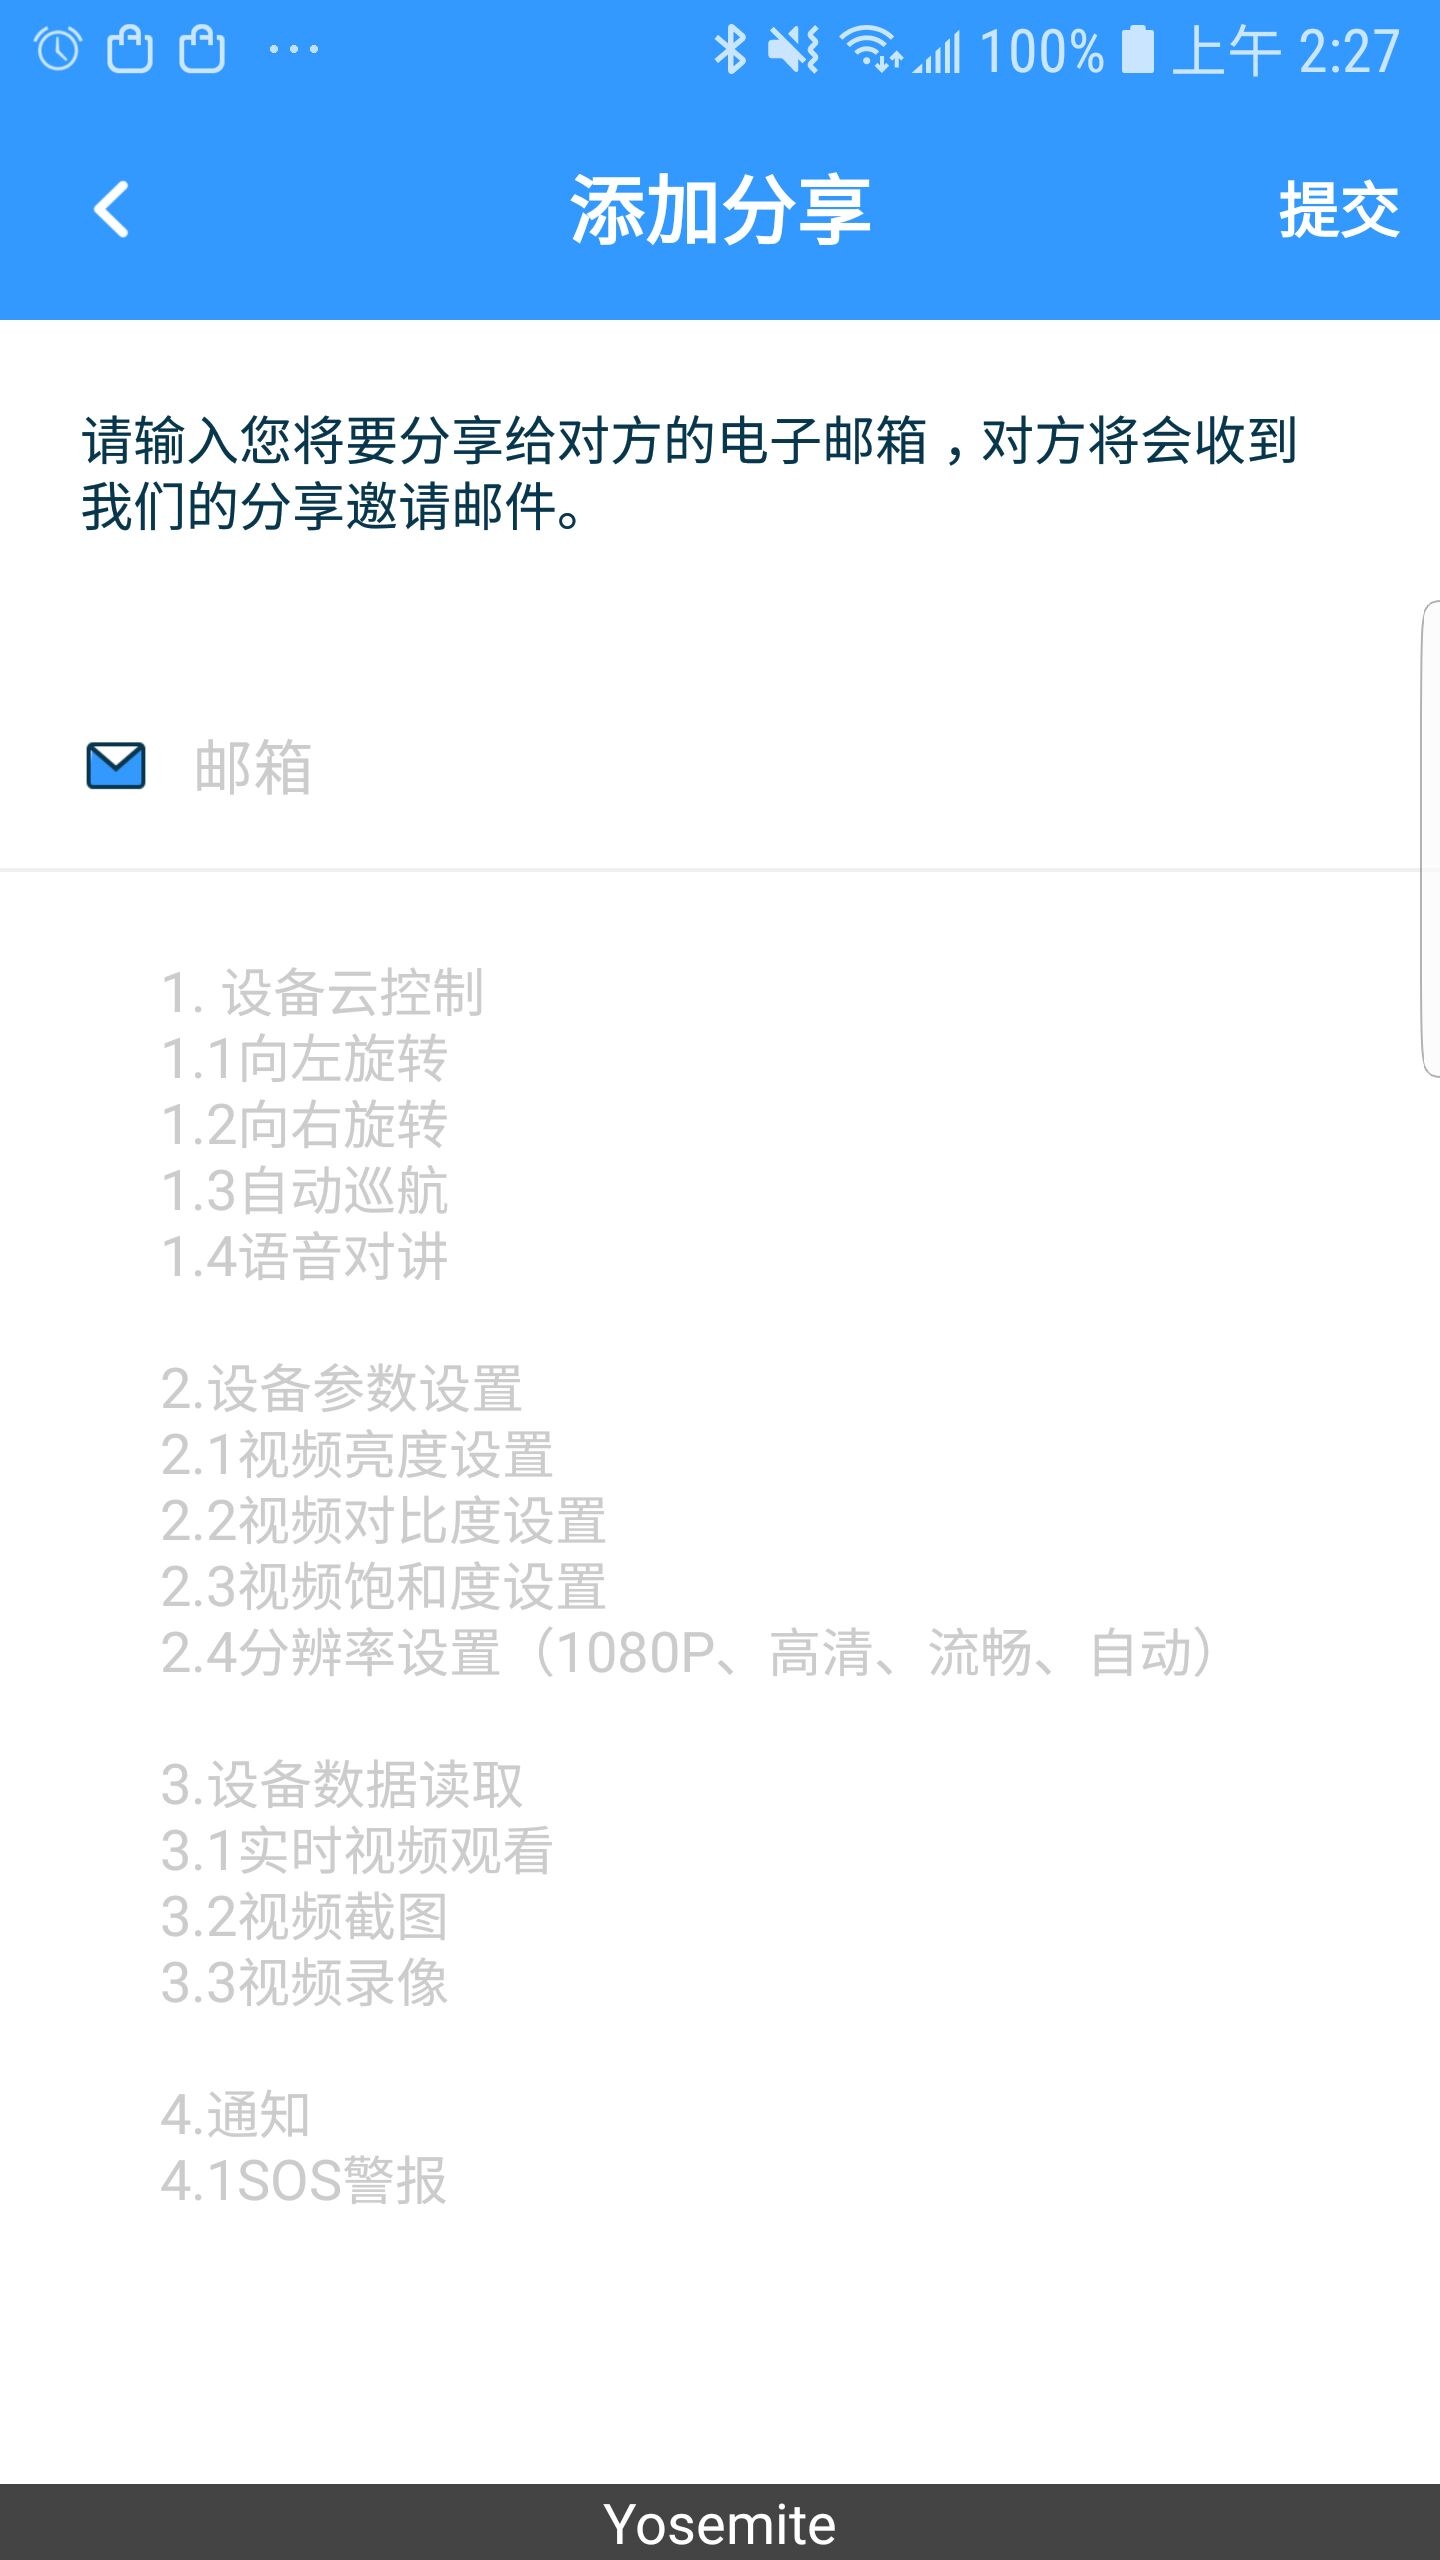 100% 上午 2:27
添加分享
提交
请输入您将要分享给对方的电子邮箱，对方将会收到
我们的分享邀请邮件。
邮箱
1. 设备云控制
1.1向左旋转
1.2向右旋转
1.3自动巡航
1.4语音对讲
2.设备参数设置
2.1视频亮度设置
2.2视频对比度设置
2.3视频饱和度设置
2.4分辨率设置（1080P、高清、流畅、自动）
3.设备数据读取
3.1实时视频观看
3.2视频截图
3.3视频录像
4.通知
4.1SOS警报
Yosemite